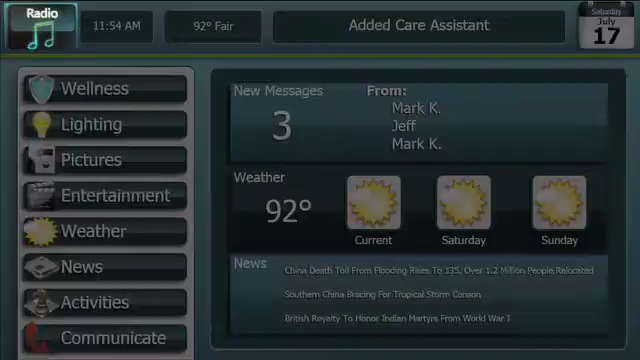 Radio
11:54 AM
92° Fair
Added Care Assistant
Saturday
July
17
Wellness
Lighting
Pictures
Entertainment
Weather
News
Activities
Communicate
New Messages
3
From:
Mark K.
Jeff
Mark K.
Weather
92°
Current
Saturday
Sunday
News
China Death Toll From Flooding Rises To 135, Over 1.2 Million People Relocated
Southern China Bracing For Tropical Storm Conson
British Royalty To Honor Indian Martyrs From World War I